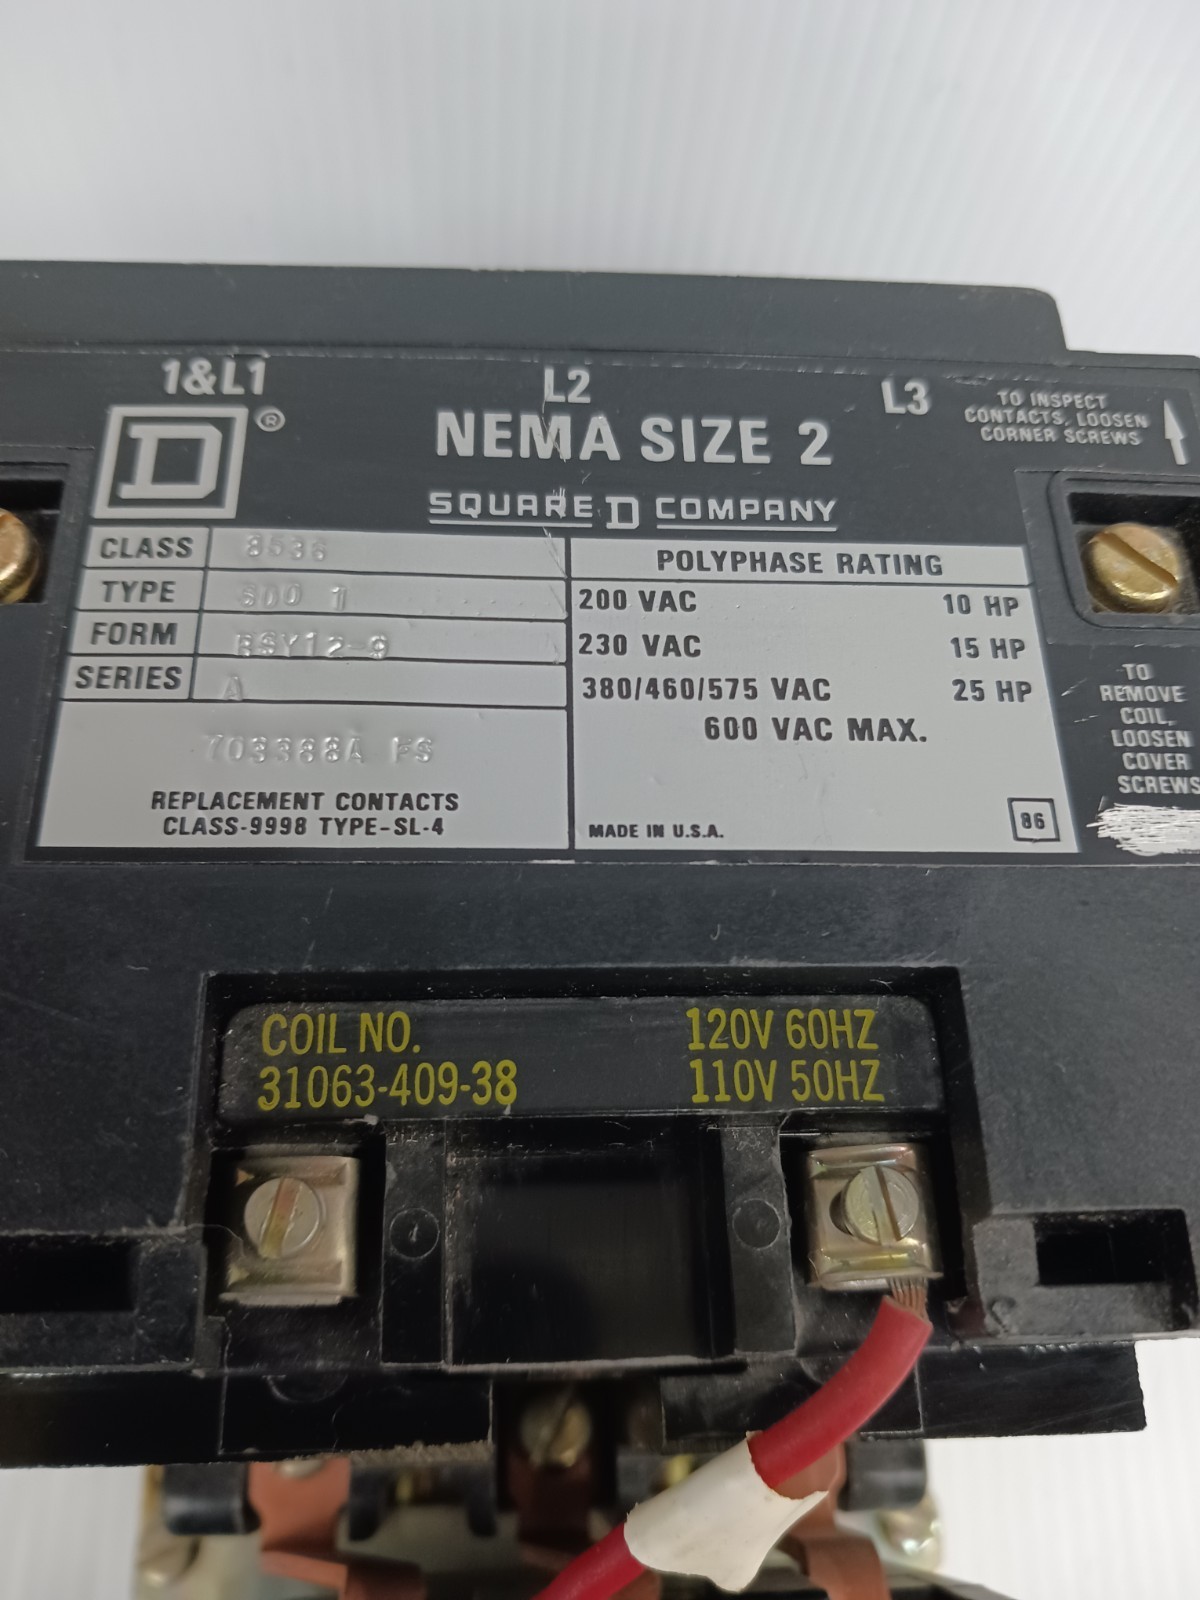 1&L1 L2 L3
TO INSPECT
CONTACTS, LOOSEN
CORNER SCREWS
D ®
NEMA SIZE 2
SQUARE D COMPANY
CLASS 8536
TYPE
FORM
SERIES A
REPLACEMENT CONTACTS
CLASS-9998 TYPE-SL-4
POLYPHASE RATING
200 VAC 10 HP
230 VAC 15 HP
380/460/575 VAC 25 HP
600 VAC MAX.
MADE IN U.S.A.
86
TO
REMOVE
COIL,
LOOSEN
COVER
SCREWS
COIL NO. 120V 60HZ
31063-409-38 110V 50HZ